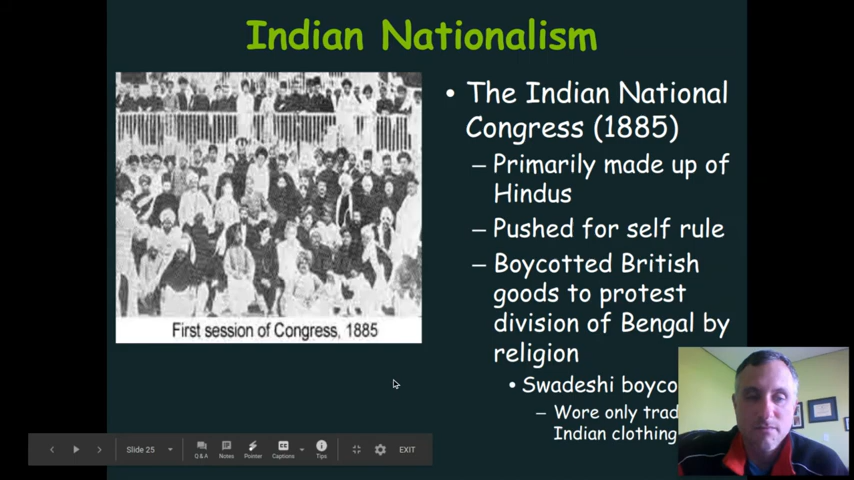 Indian Nationalism
• The Indian National
Congress (1885)
– Primarily made up of
Hindus
– Pushed for self rule
– Boycotted British
goods to protest
division of Bengal by
religion
• Swadeshi boyco
– Wore only trad
Indian clothing
First session of Congress, 1885
Slide 25
Q & A
Notes
Pointer
Captions
Tips
EXIT